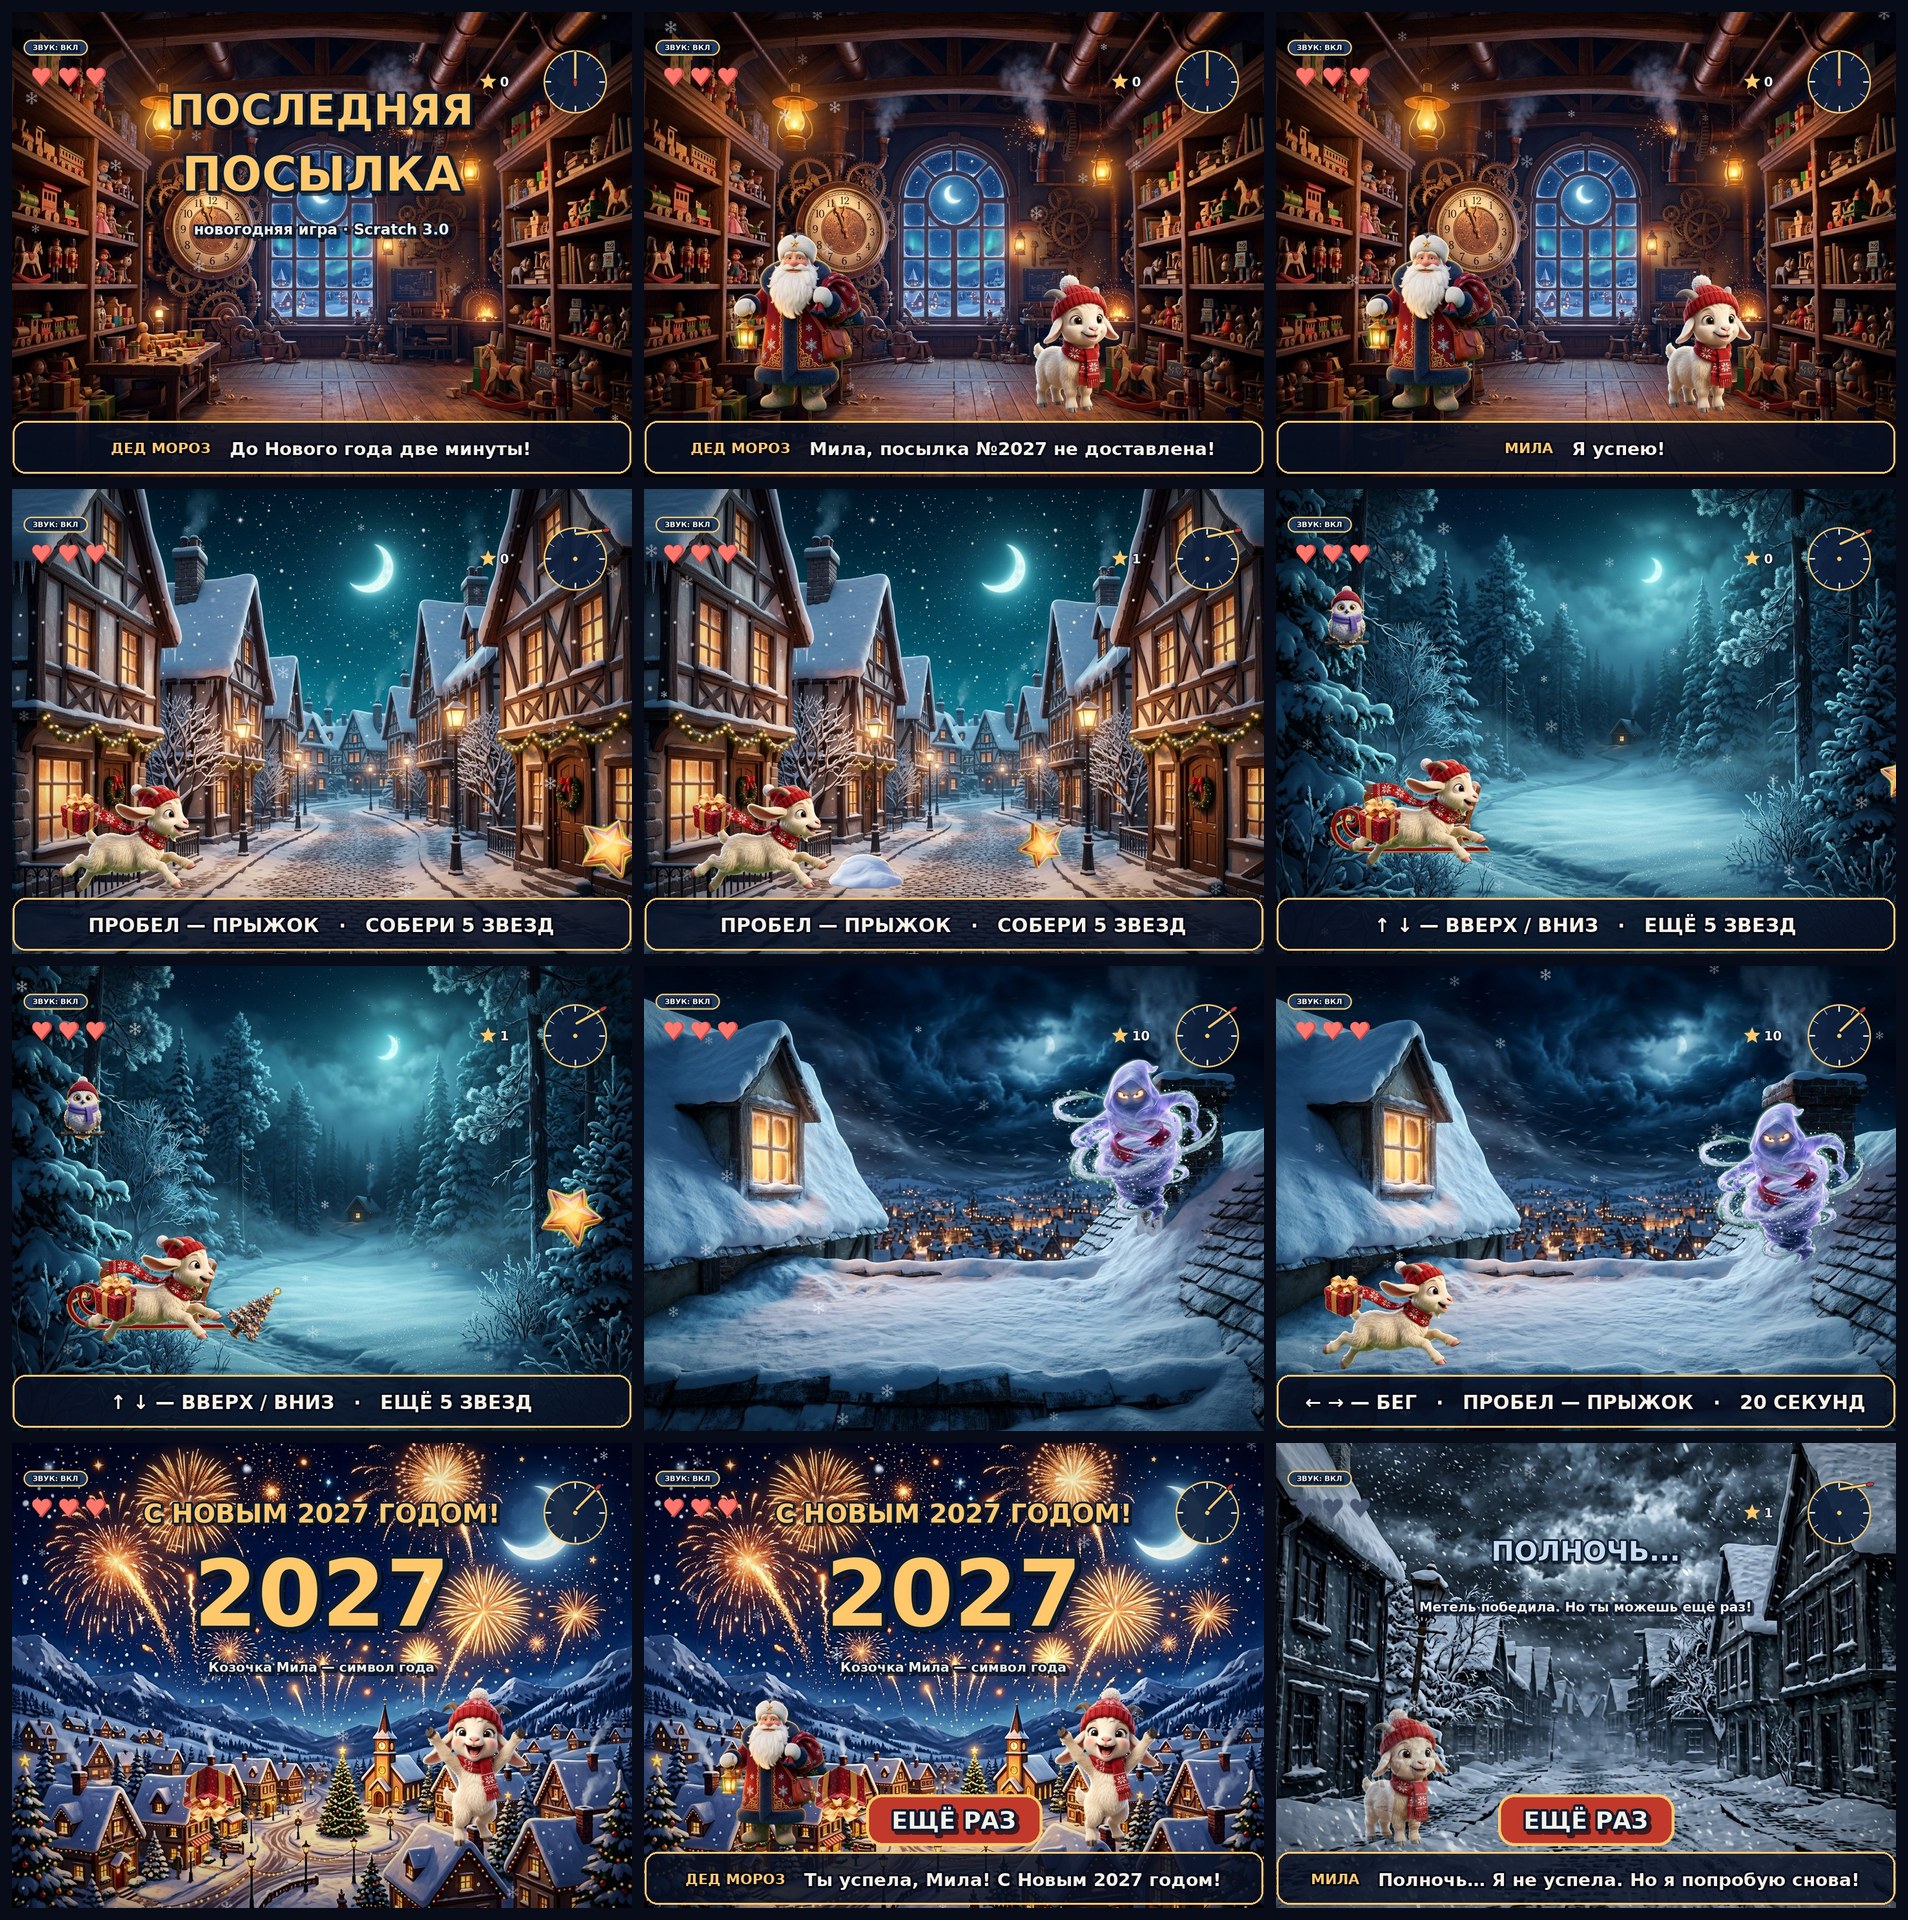 ЗВУК: ВКЛ
0
ПОСЛЕДНЯЯ
ПОСЫЛКА
новогодняя игра · Scratch 3.0
ДЕД МОРОЗ До Нового года две минуты!
ЗВУК: ВКЛ
0
ДЕД МОРОЗ Мила, посылка №2027 не доставлена!
ЗВУК: ВКЛ
0
МИЛА Я успею!
ЗВУК: ВКЛ
0
ПРОБЕЛ — ПРЫЖОК · СОБЕРИ 5 ЗВЕЗД
ЗВУК: ВКЛ
1
ПРОБЕЛ — ПРЫЖОК · СОБЕРИ 5 ЗВЕЗД
ЗВУК: ВКЛ
0
↑ ↓ — ВВЕРХ / ВНИЗ · ЕЩЁ 5 ЗВЕЗД
ЗВУК: ВКЛ
1
↑ ↓ — ВВЕРХ / ВНИЗ · ЕЩЁ 5 ЗВЕЗД
ЗВУК: ВКЛ
10
ЗВУК: ВКЛ
10
← → — БЕГ · ПРОБЕЛ — ПРЫЖОК · 20 СЕКУНД
ЗВУК: ВКЛ
С НОВЫМ 2027 ГОДОМ!
2027
Козочка Мила — символ года
ЗВУК: ВКЛ
С НОВЫМ 2027 ГОДОМ!
2027
Козочка Мила — символ года
ЕЩЁ РАЗ
ДЕД МОРОЗ Ты успела, Мила! С Новым 2027 годом!
ЗВУК: ВКЛ
1
ПОЛНОЧЬ...
Метель победила. Но ты можешь ещё раз!
ЕЩЁ РАЗ
МИЛА Полночь... Я не успела. Но я попробую снова!